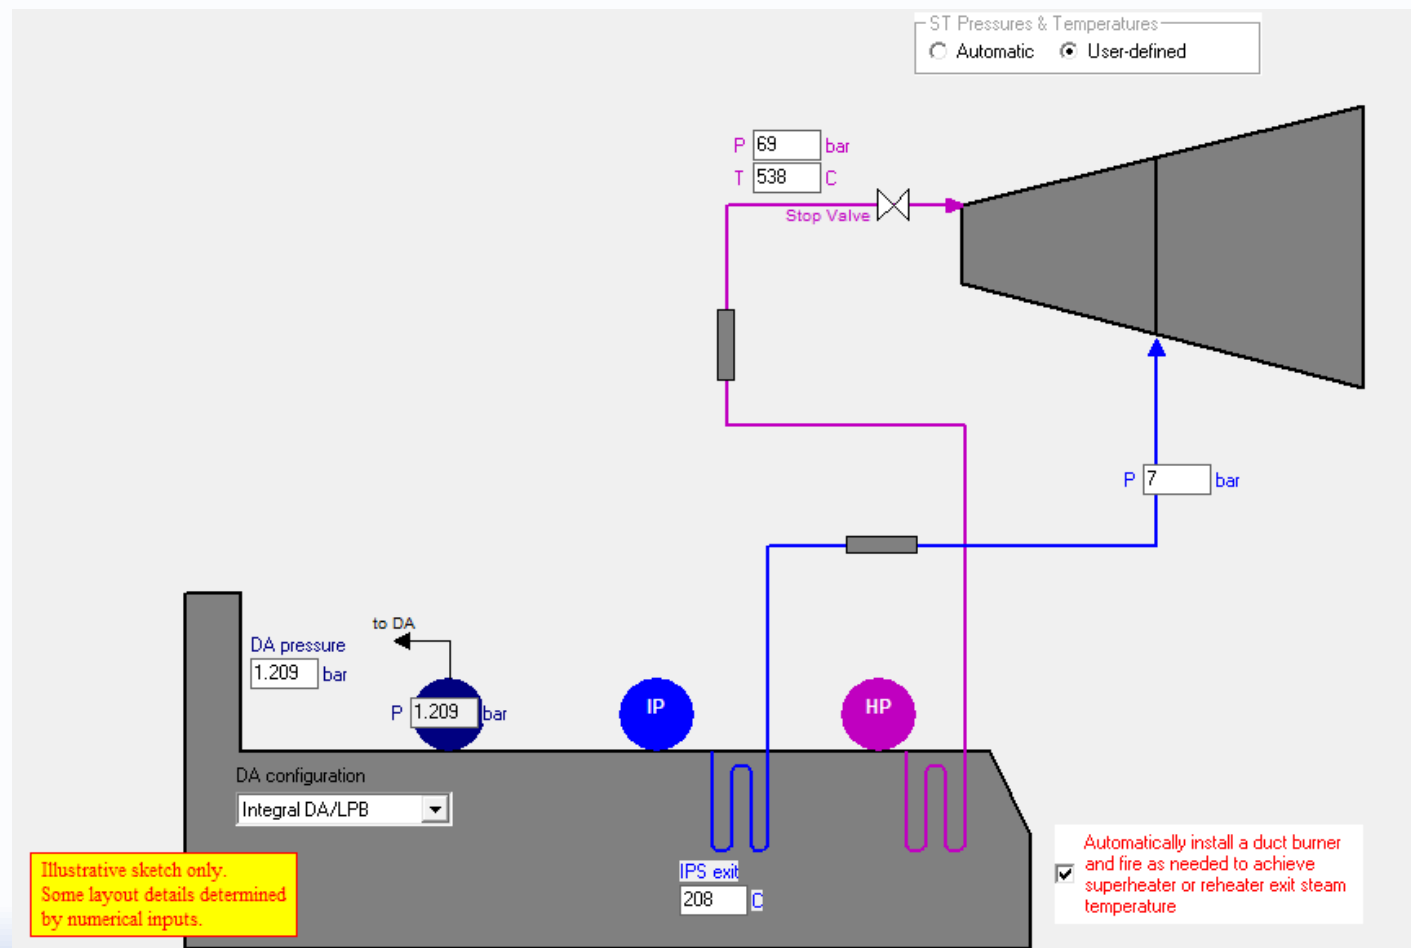 ST Pressures & Temperatures
Automatic
User-defined
P 69 bar
T 538 C
Stop Valve
P 7 bar
to DA
DA pressure
1.209 bar
P 1.209 bar
IP
HP
DA configuration
Integral DA/LPB
IPS exit
208 C
Illustrative sketch only.
Some layout details determined
by numerical inputs.
Automatically install a duct burner
and fire as needed to achieve
superheater or reheater exit steam
temperature